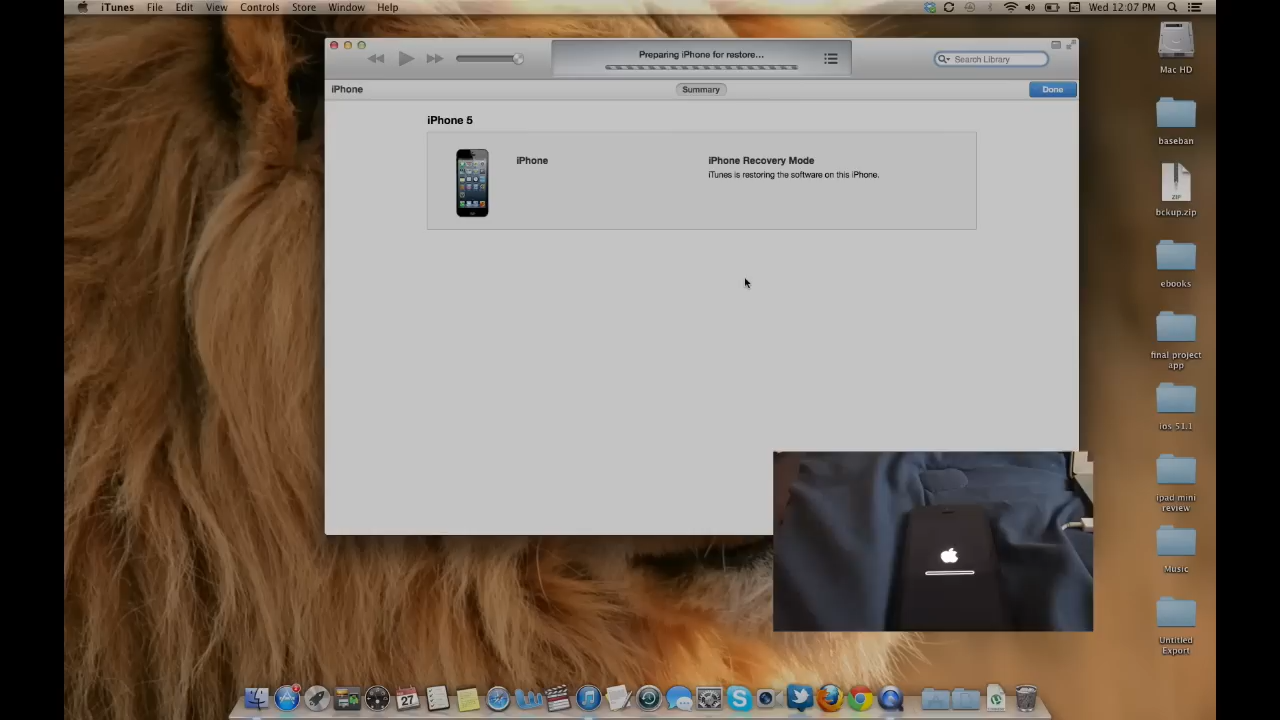 iTunes File Edit View Controls Store Window Help
Wed 12:07 PM
Preparing iPhone for restore...
Search Library
iPhone
Summary
Done
iPhone 5
iPhone
iPhone Recovery Mode
iTunes is restoring the software on this iPhone.
Mac HD
baseban
ZIP
bckup.zip
ebooks
final project
app
ios 51.1
ipad mini
review
Music
Untitled
Export
27